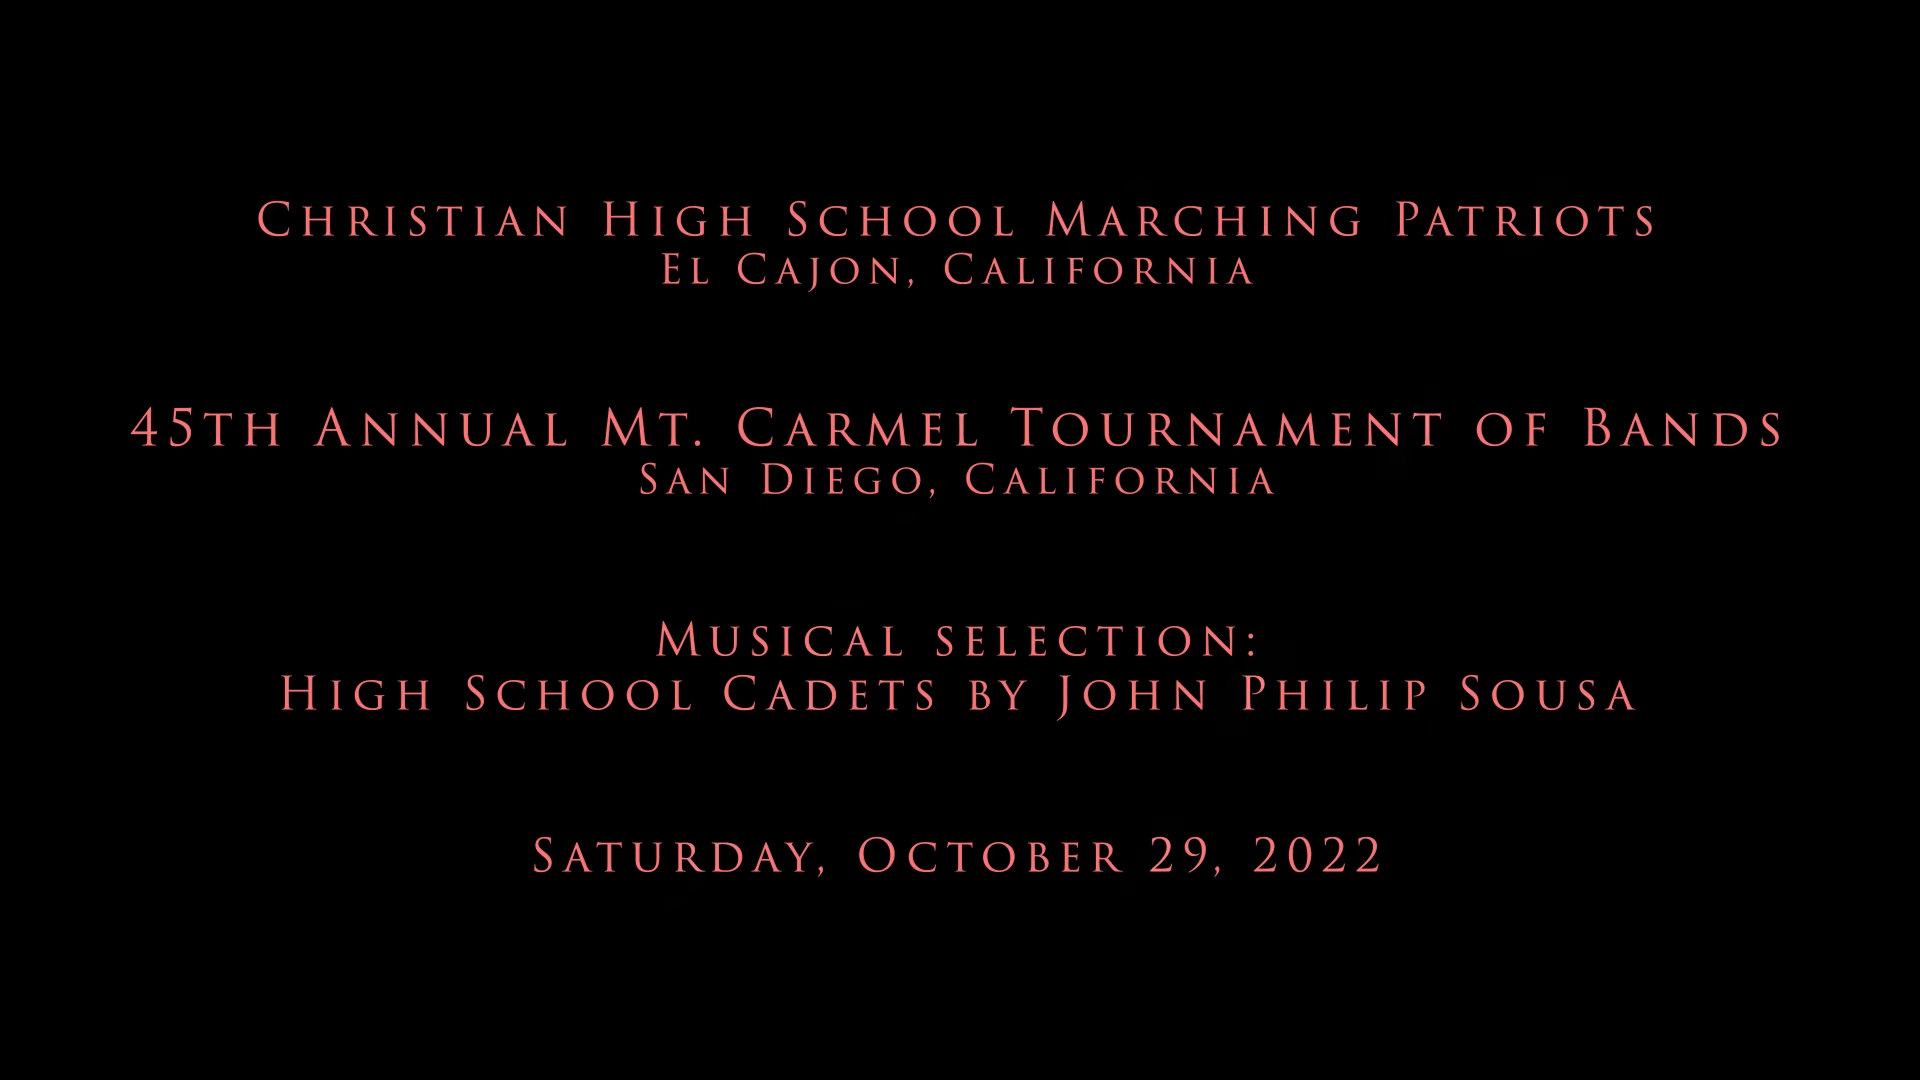 Christian High School Marching Patriots
El Cajon, California
45th Annual Mt. Carmel Tournament of Bands
San Diego, California
Musical selection:
High School Cadets by John Philip Sousa
Saturday, October 29, 2022